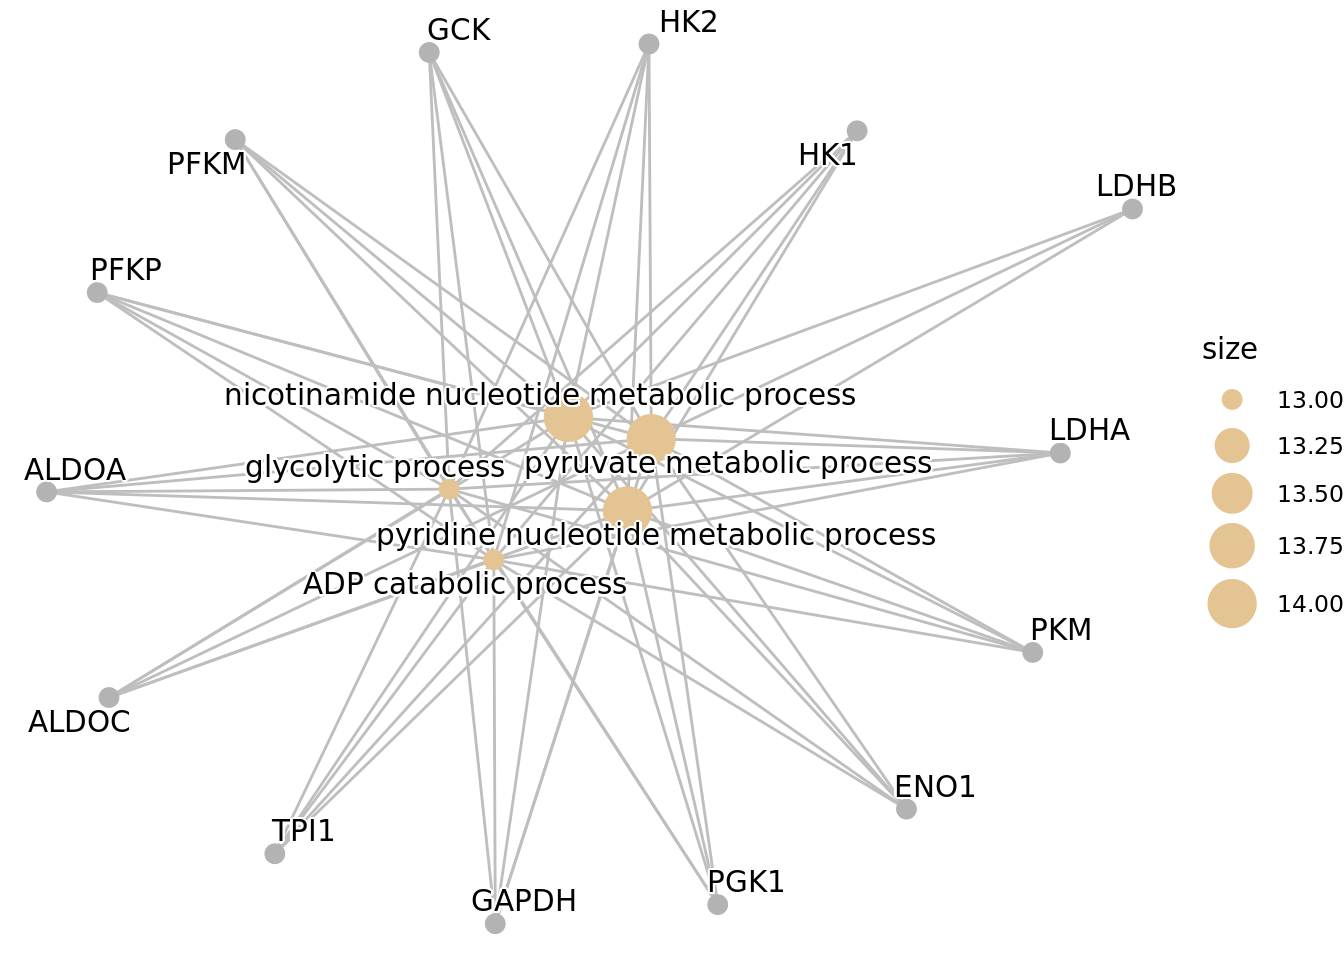 GCK
HK2
PFKM
HK1
LDHB
PFKP
size
nicotinamide nucleotide metabolic process
13.00
LDHA
13.25
ALDOA
glycolytic process
pyruvate metabolic process
13.50
pyridine nucleotide metabolic process
13.75
ADP catabolic process
14.00
PKM
ALDOC
ENO1
TPI1
PGK1
GAPDH